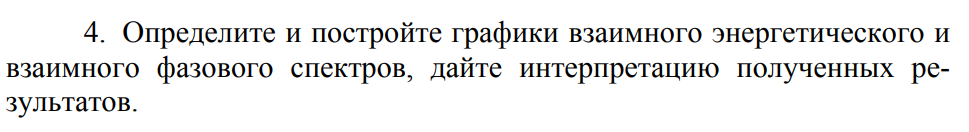 4. Определите и постройте графики взаимного энергетического и
взаимного фазового спектров, дайте интерпретацию полученных ре-
зультатов.